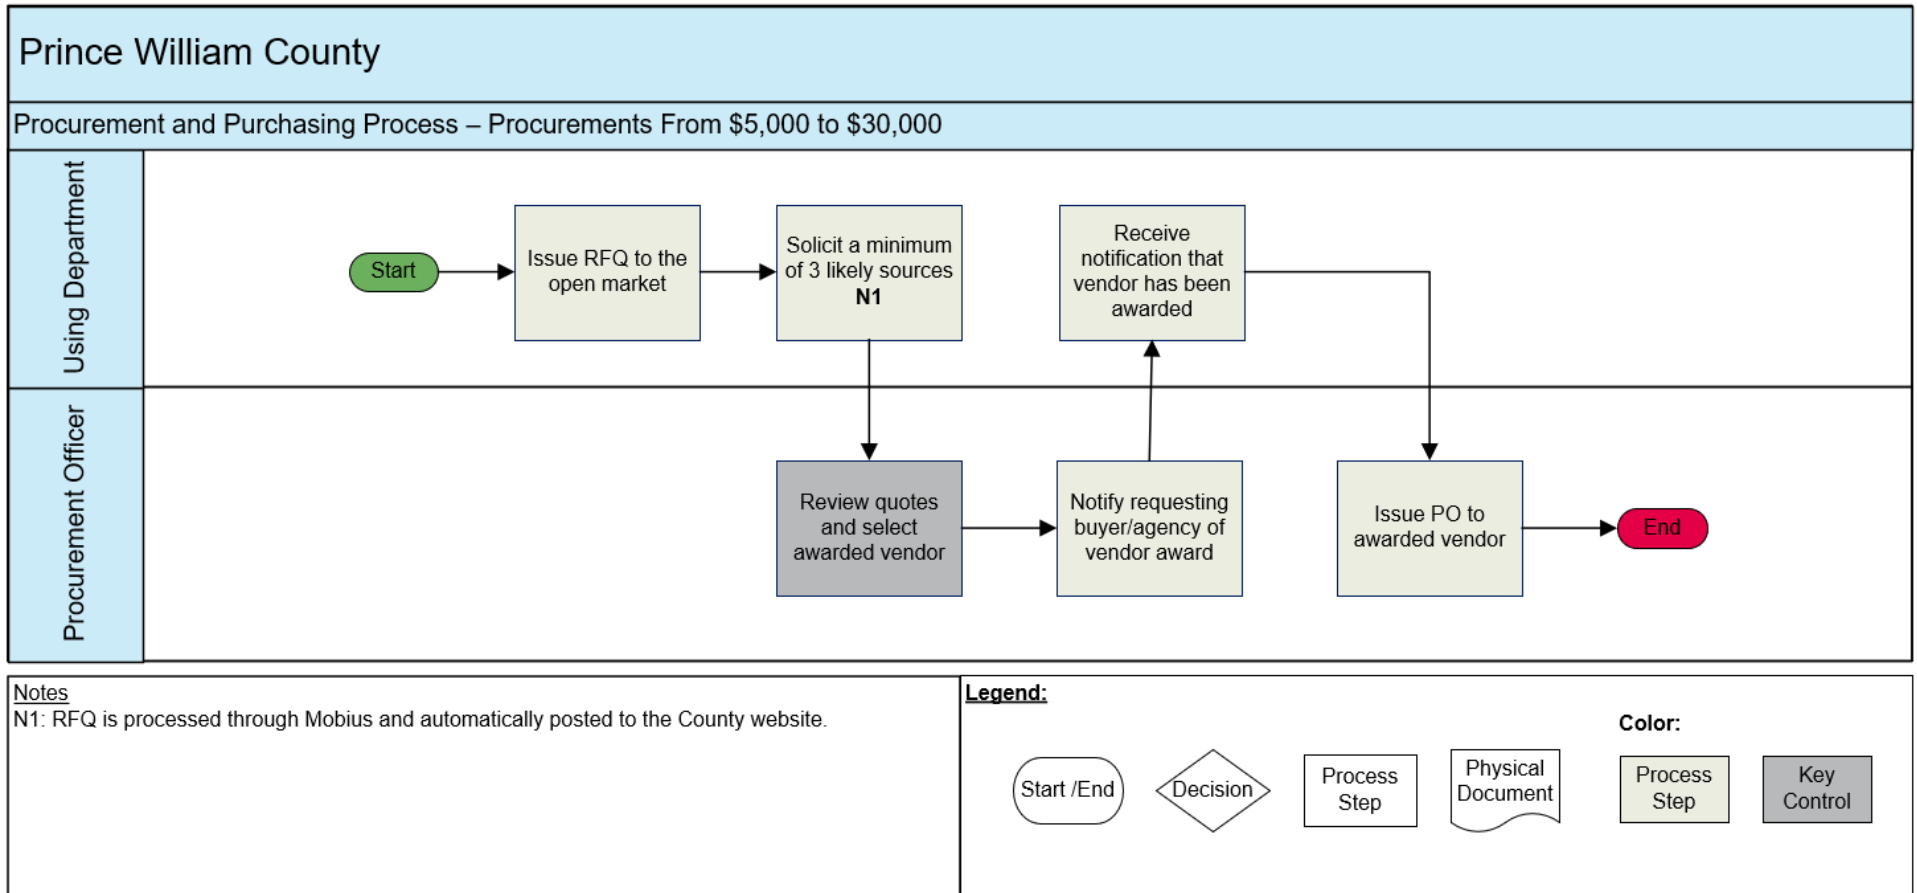 Prince William County
Procurement and Purchasing Process – Procurements From $5,000 to $30,000
Using Department
Start
Issue RFQ to the
open market
Solicit a minimum
of 3 likely sources
N1
Receive
notification that
vendor has been
awarded
Procurement Officer
Review quotes
and select
awarded vendor
Notify requesting
buyer/agency of
vendor award
Issue PO to
awarded vendor
End
Notes
N1: RFQ is processed through Mobius and automatically posted to the County website.
Legend:
Start /End
Decision
Process
Step
Physical
Document
Color:
Process
Step
Key
Control